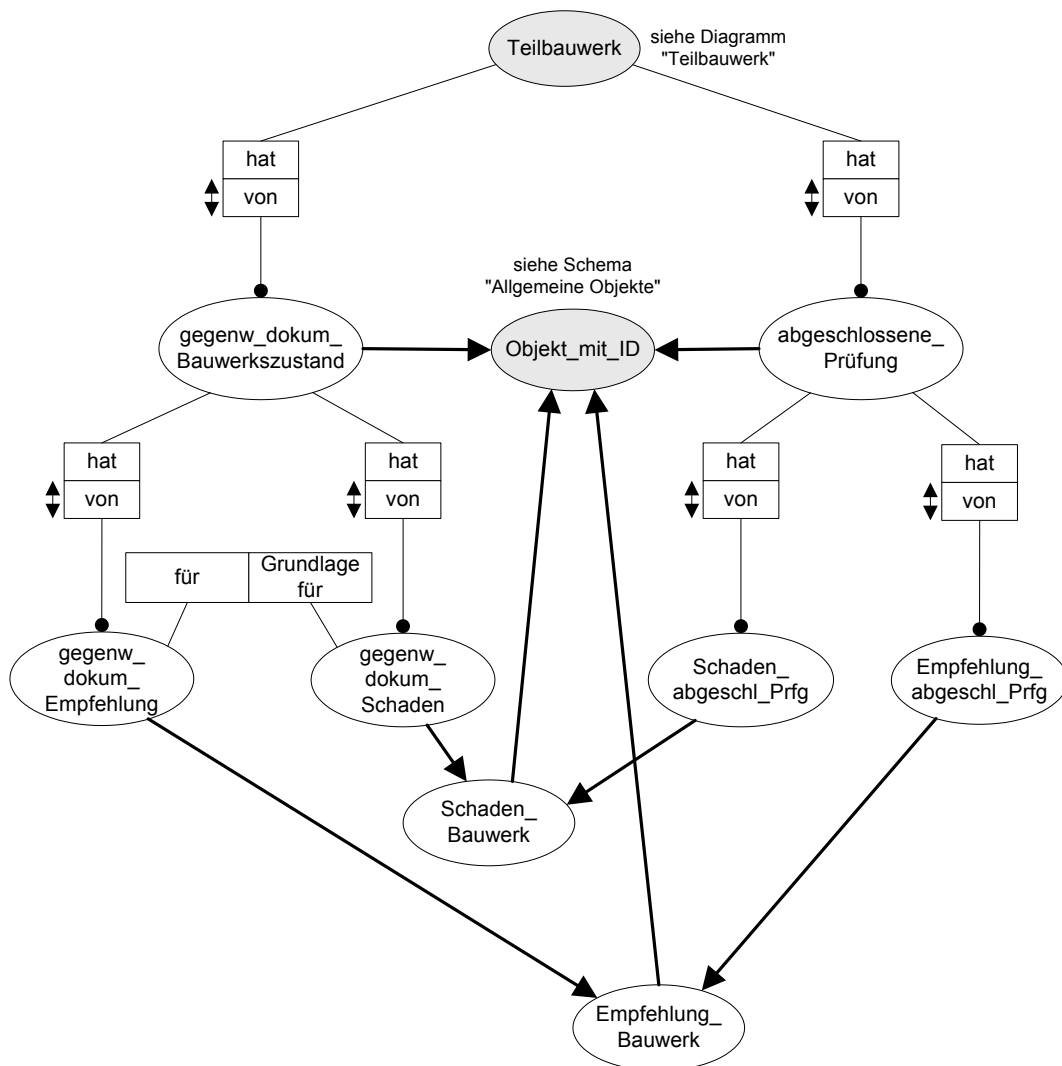 Teilbauwerk
siehe Diagramm
"Teilbauwerk"
hat
von
hat
von
siehe Schema
"Allgemeine Objekte"
gegenw_dokum_
Bauwerkszustand
Objekt_mit_ID
abgeschlossene_
Prüfung
hat
von
hat
von
hat
von
hat
von
für
Grundlage
für
gegenw_
dokum_
Empfehlung
gegenw_
dokum_
Schaden
Schaden_
abgeschl_Prfg
Empfehlung_
abgeschl_Prfg
Schaden_
Bauwerk
Empfehlung_
Bauwerk